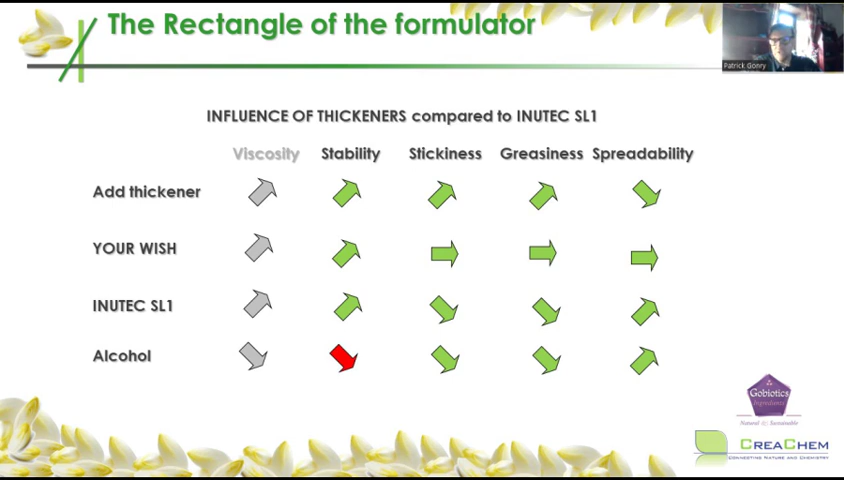 The Rectangle of the formulator
Patrick Gonry
INFLUENCE OF THICKENERS compared to INUTEC SL1
Viscosity Stability Stickiness Greasiness Spreadability
Add thickener
YOUR WISH
INUTEC SL1
Alcohol
Gobiotics
Ingredients
Natural & Sustainable
CREACHEM
CONNECTING NATURE AND CHEMISTRY